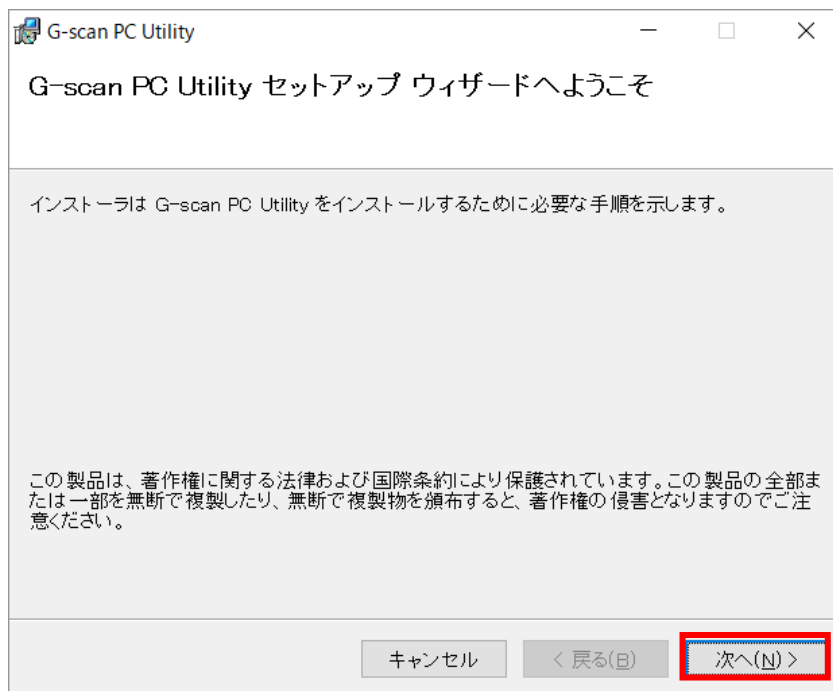 G-scan PC Utility
G-scan PC Utility セットアップ ウィザードへようこそ
インストーラは G-scan PC Utility をインストールするために必要な手順を示します。
この製品は、著作権に関する法律および国際条約により保護されています。この製品の全部ま
たは一部を無断で複製したり、無断で複製物を頒布すると、著作権の侵害となりますのでご注
意ください。
キャンセル
< 戻る(B)
次へ(N) >